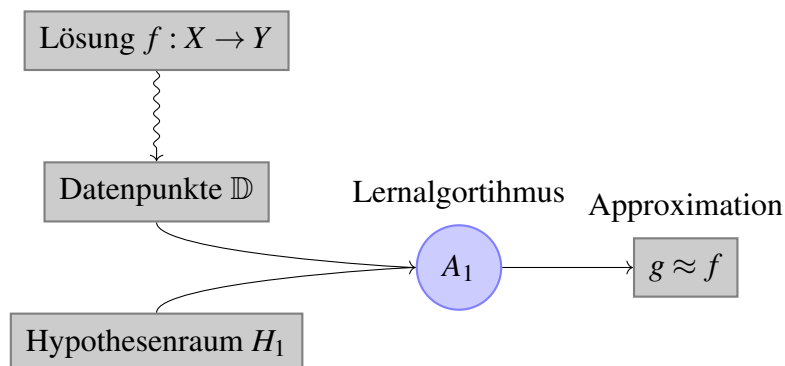 Lösung f : X → Y
Datenpunkte 𝔻
Lernalgortihmus
Approximation
A₁
g ≈ f
Hypothesenraum H₁